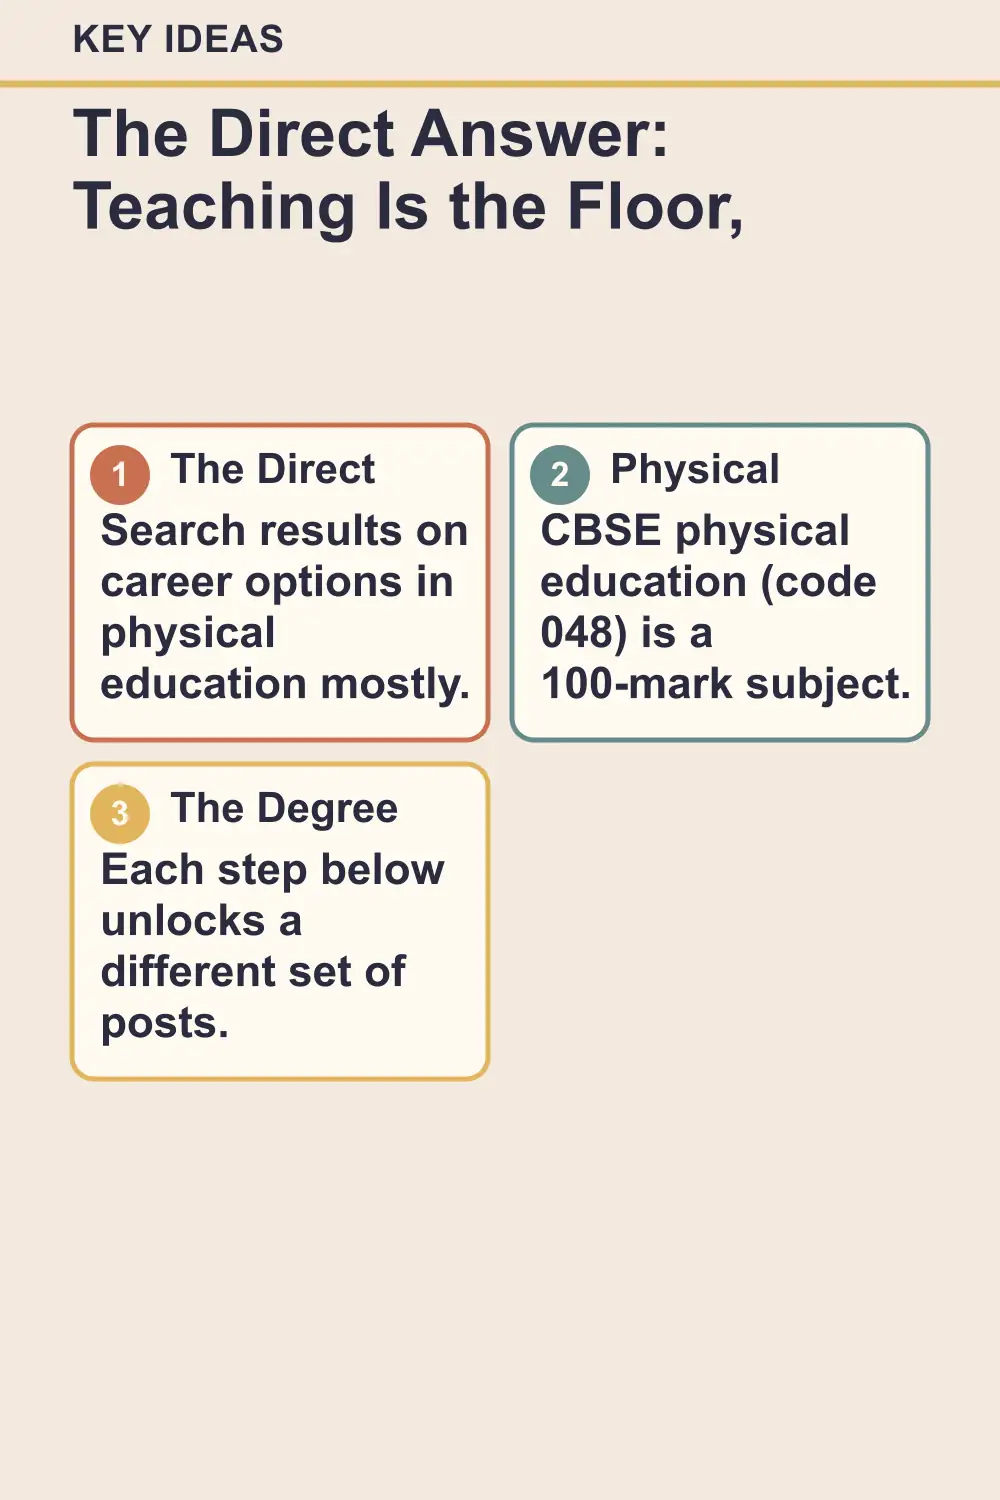 KEY IDEAS
The Direct Answer:
Teaching Is the Floor,
1 The Direct
Search results on
career options in
physical
education mostly.
2 Physical
CBSE physical
education (code
048) is a
100-mark subject.
3 The Degree
Each step below
unlocks a
different set of
posts.